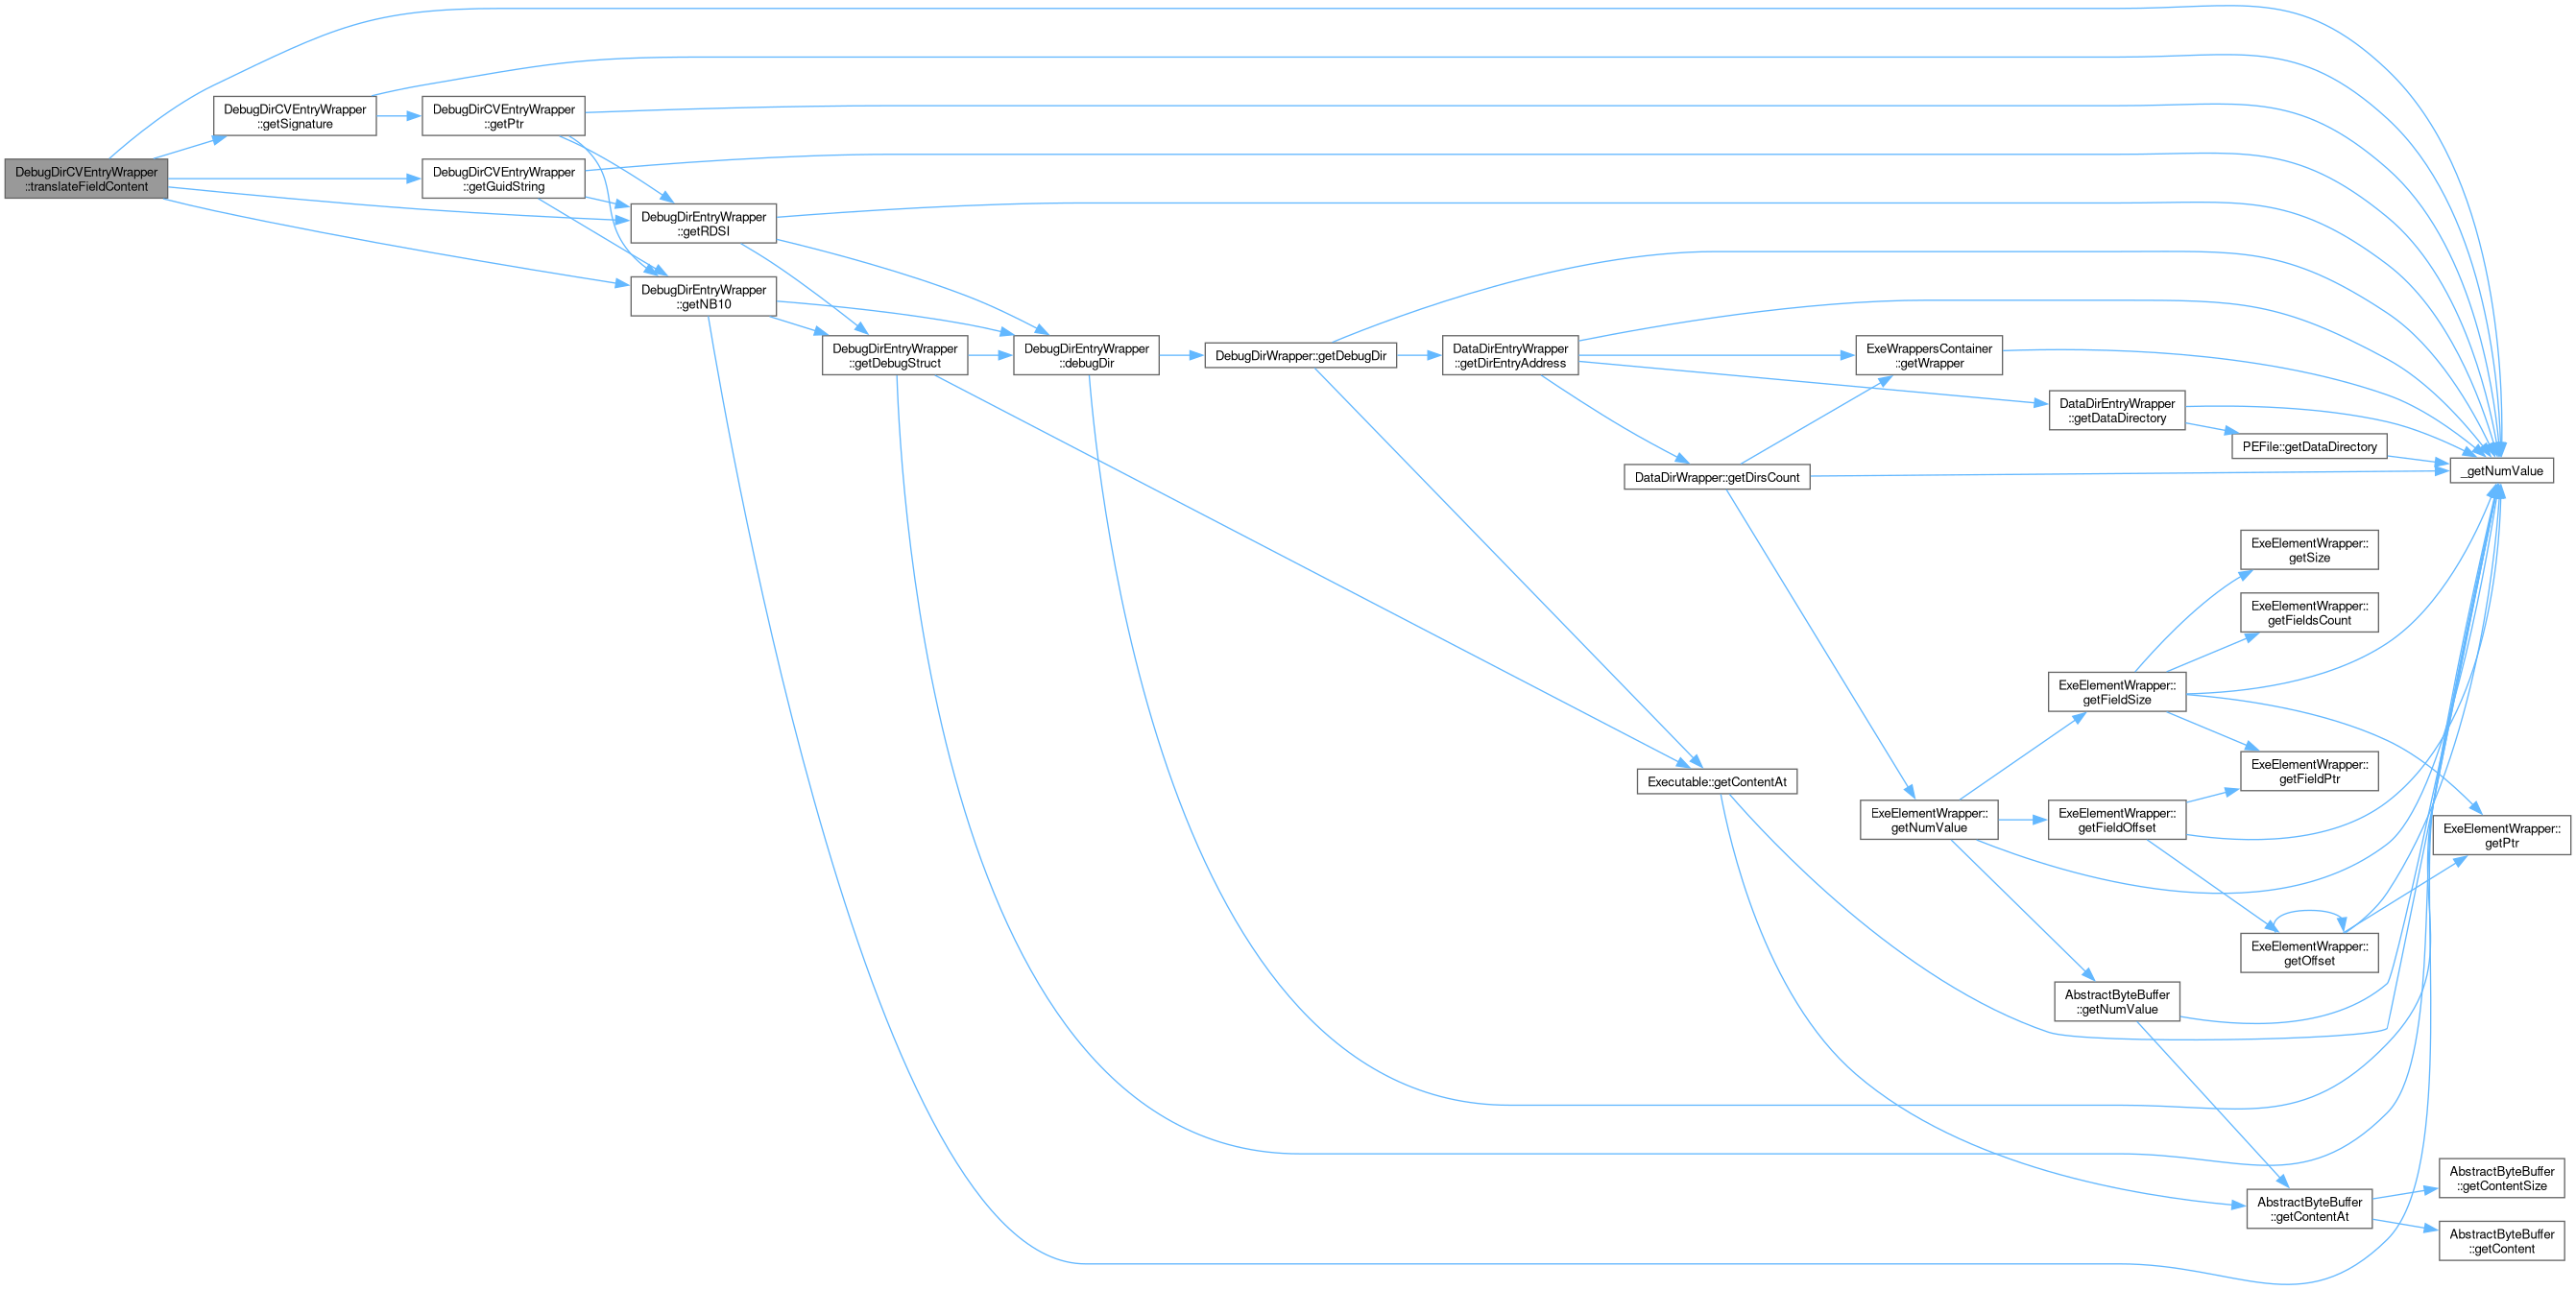 DebugDirCVEntryWrapper
::translateFieldContent
DebugDirCVEntryWrapper
::getSignature
DebugDirCVEntryWrapper
::getPtr
DebugDirCVEntryWrapper
::getGuidString
DebugDirEntryWrapper
::getRDSI
DebugDirEntryWrapper
::getNB10
DebugDirEntryWrapper
::getDebugStruct
DebugDirEntryWrapper
::debugDir
DebugDirWrapper::getDebugDir
DataDirEntryWrapper
::getDirEntryAddress
ExeWrappersContainer
::getWrapper
DataDirEntryWrapper
::getDataDirectory
PEFile::getDataDirectory
_getNumValue
DataDirWrapper::getDirsCount
ExeElementWrapper::
getSize
ExeElementWrapper::
getFieldsCount
ExeElementWrapper::
getFieldSize
ExeElementWrapper::
getFieldPtr
Executable::getContentAt
ExeElementWrapper::
getNumValue
ExeElementWrapper::
getFieldOffset
ExeElementWrapper::
getPtr
ExeElementWrapper::
getOffset
AbstractByteBuffer
::getNumValue
AbstractByteBuffer
::getContentSize
AbstractByteBuffer
::getContentAt
AbstractByteBuffer
::getContent